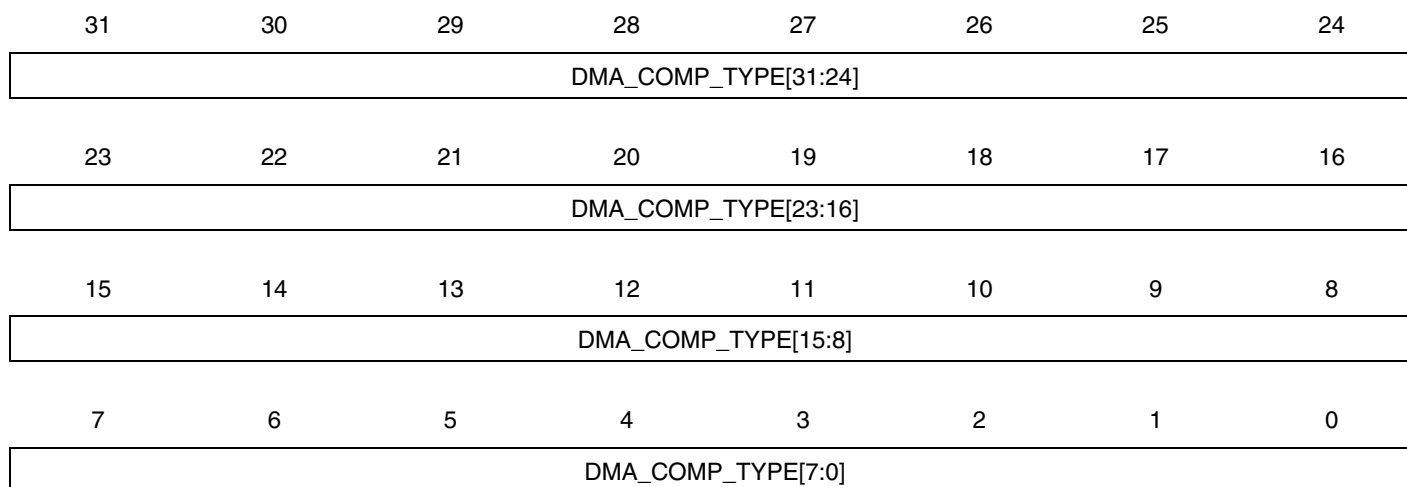 31 30 29 28 27 26 25 24
DMA_COMP_TYPE[31:24]
23 22 21 20 19 18 17 16
DMA_COMP_TYPE[23:16]
15 14 13 12 11 10 9 8
DMA_COMP_TYPE[15:8]
7 6 5 4 3 2 1 0
DMA_COMP_TYPE[7:0]